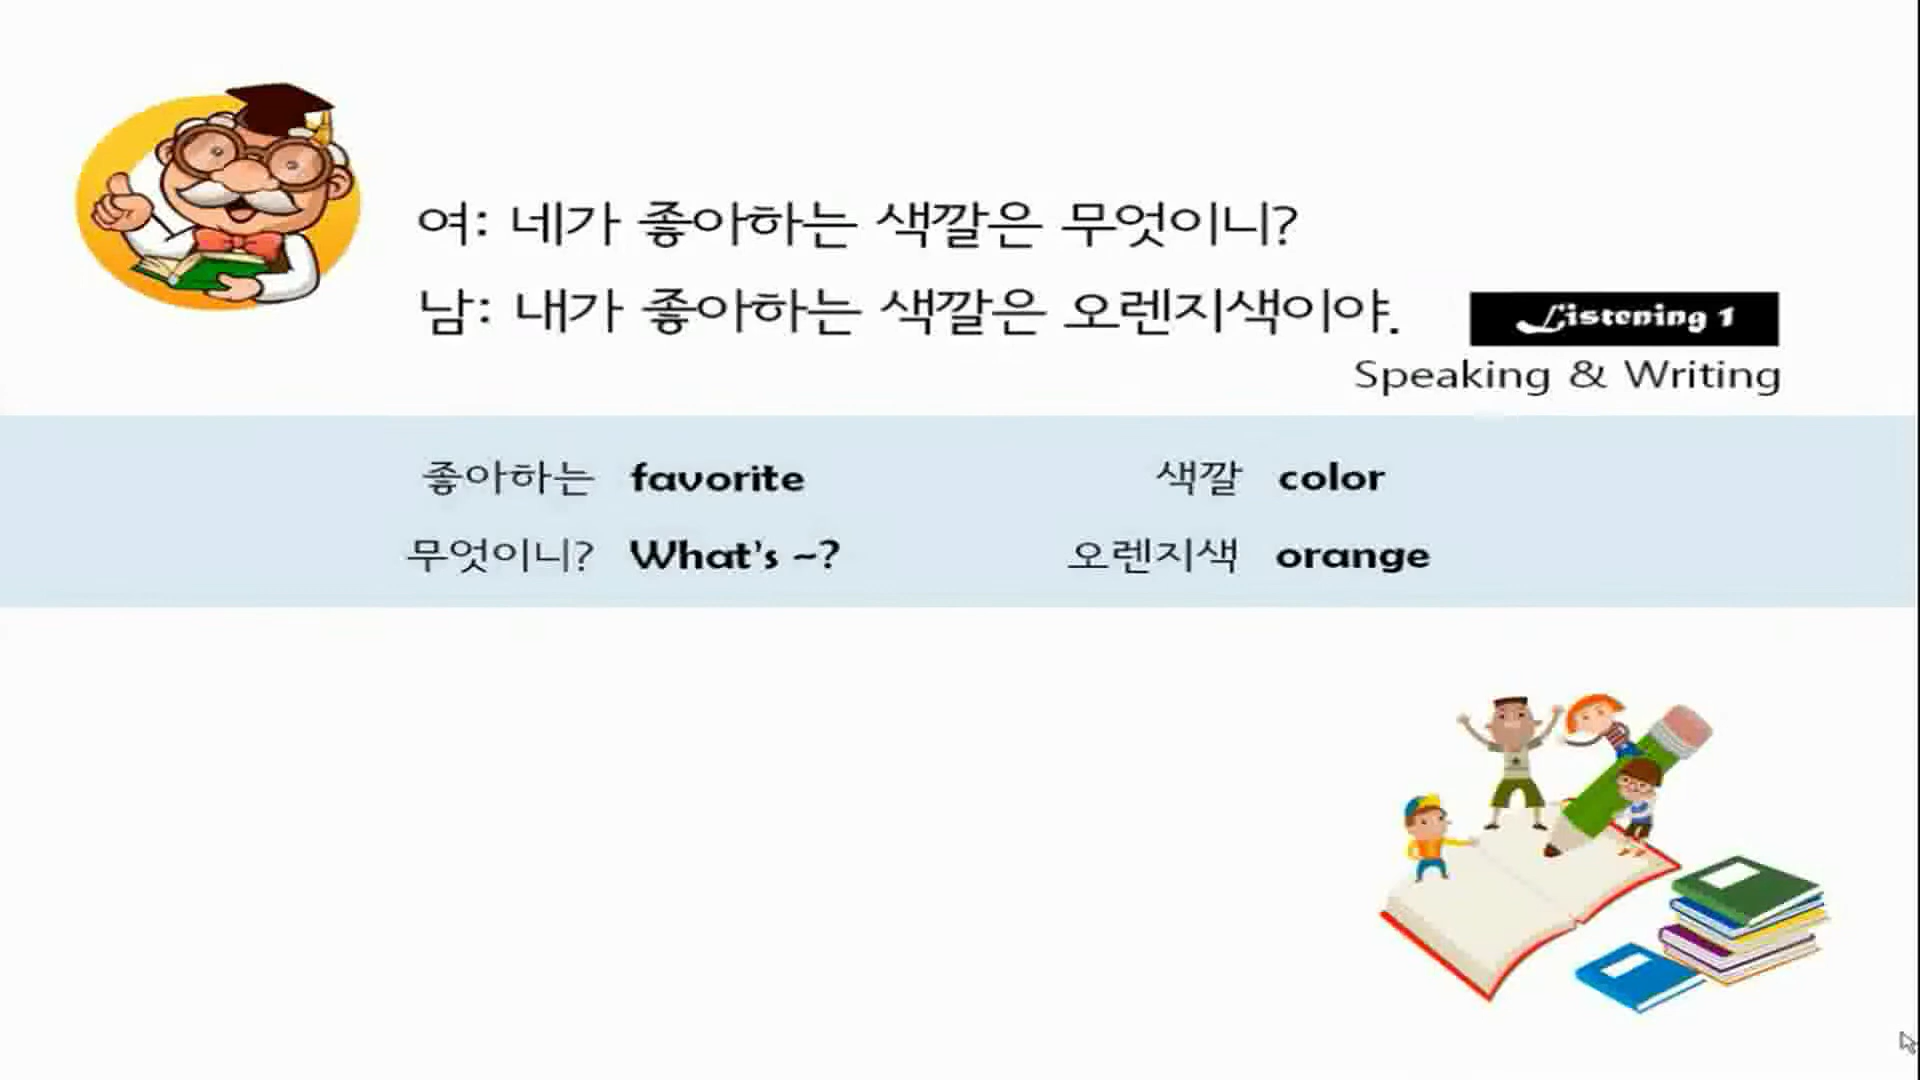 여: 네가 좋아하는 색깔은 무엇이니?
남: 내가 좋아하는 색깔은 오렌지색이야.
Listening 1
Speaking & Writing
좋아하는 favorite 색깔 color
무엇이니? What's ~? 오렌지색 orange